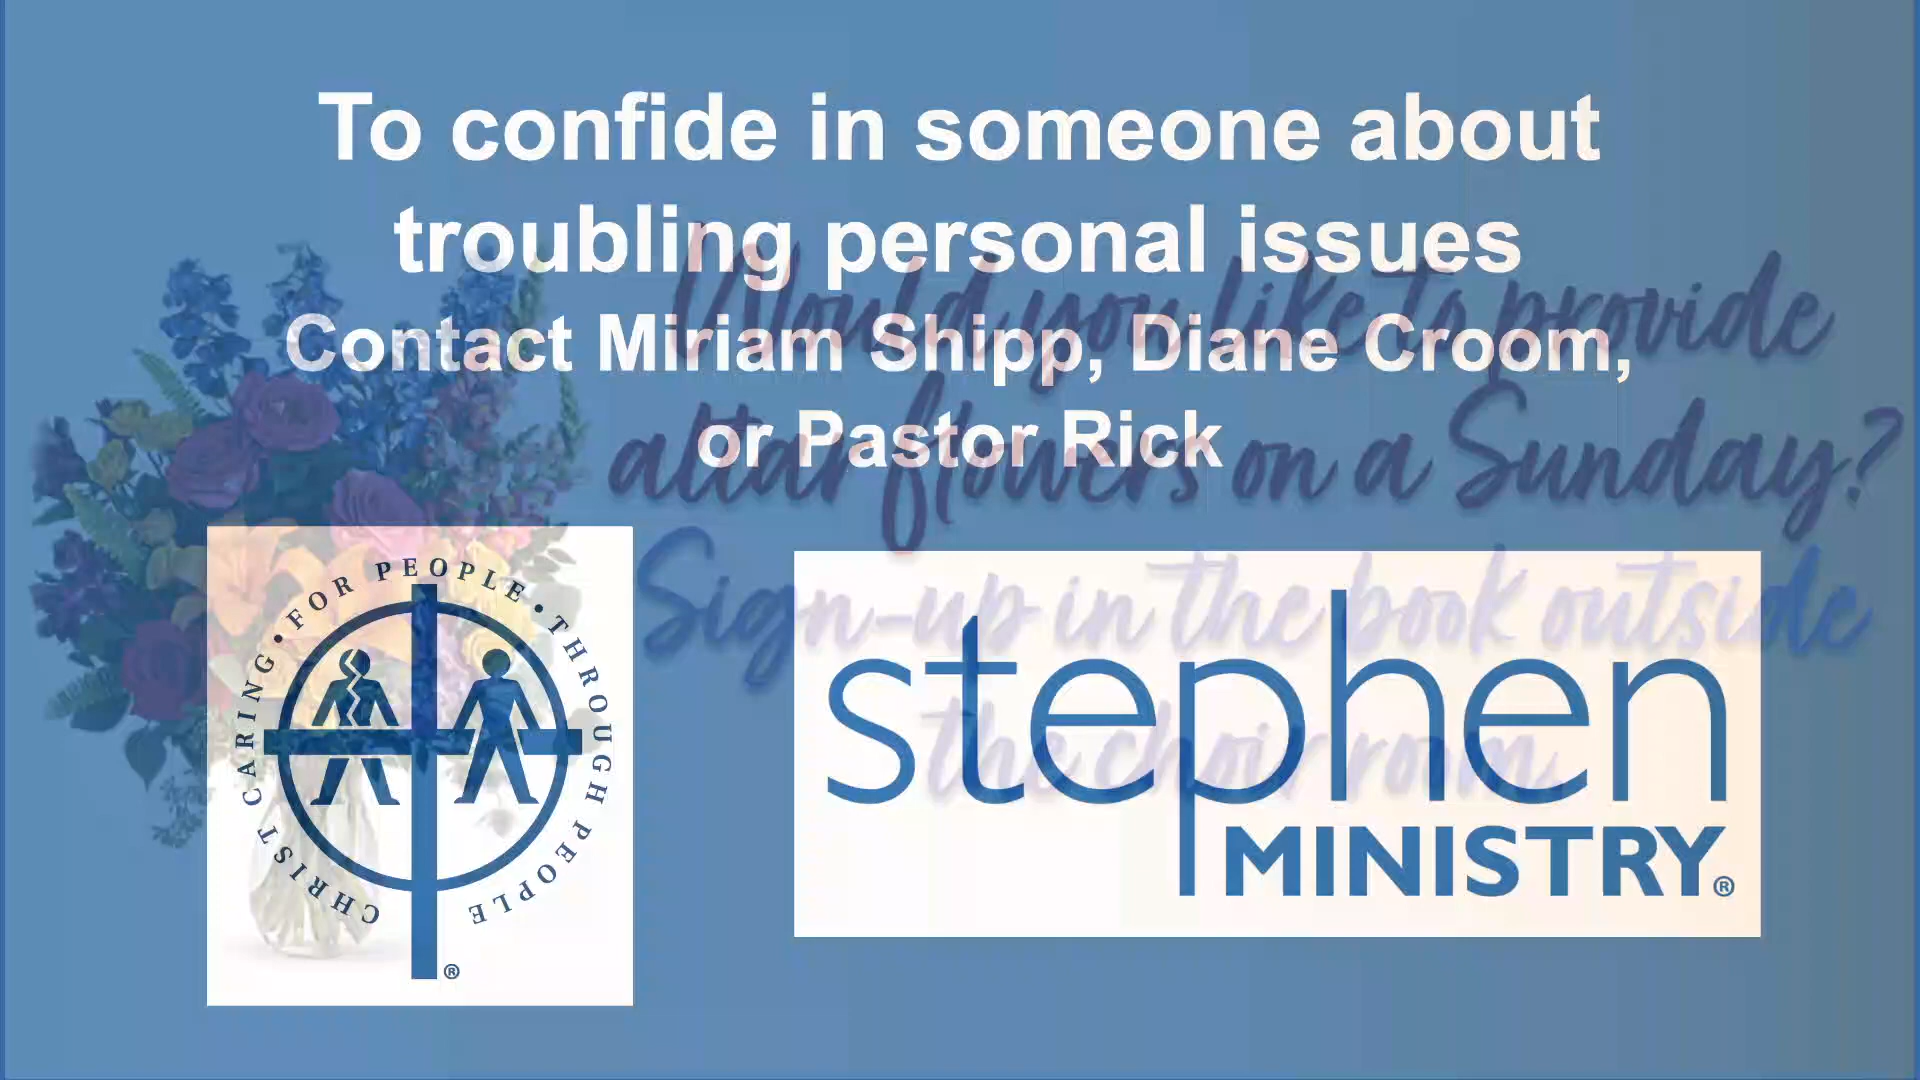 To confide in someone about
troubling personal issues
Contact Miriam Shipp, Diane Croom,
or Pastor Rick
Would you like to provide
altar flowers on a Sunday?
Sign-up in the book outside
the choir room.
CHRIST CARING • FOR PEOPLE • THROUGH PEOPLE
®
stephen
MINISTRY®